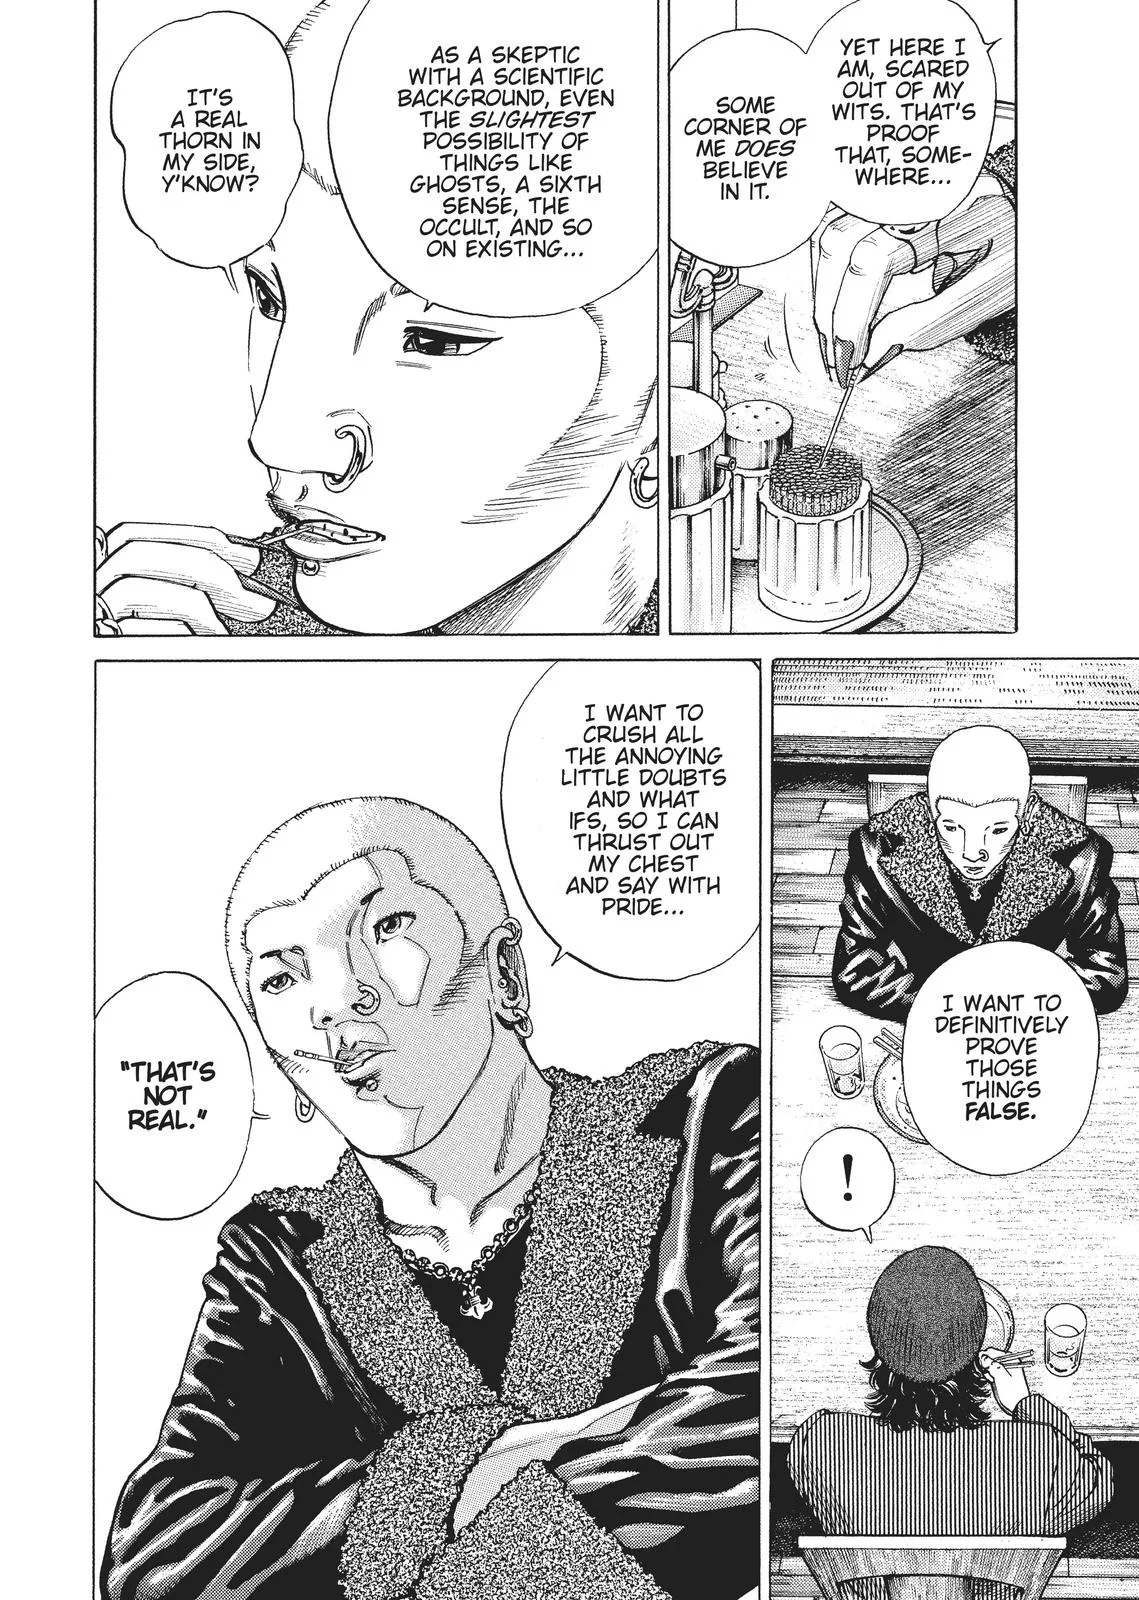 YET HERE I
AM, SCARED
OUT OF MY
WITS. THAT'S
PROOF
THAT, SOME-
WHERE...
SOME
CORNER OF
ME DOES
BELIEVE
IN IT.
AS A SKEPTIC
WITH A SCIENTIFIC
BACKGROUND, EVEN
THE SLIGHTEST
POSSIBILITY OF
THINGS LIKE
GHOSTS, A SIXTH
SENSE, THE
OCCULT, AND SO
ON EXISTING...
IT'S
A REAL
THORN IN
MY SIDE,
Y'KNOW?
I WANT TO
DEFINITIVELY
PROVE
THOSE
THINGS
FALSE.
!
I WANT TO
CRUSH ALL
THE ANNOYING
LITTLE DOUBTS
AND WHAT
IFS, SO I CAN
THRUST OUT
MY CHEST
AND SAY WITH
PRIDE...
"THAT'S
NOT
REAL."